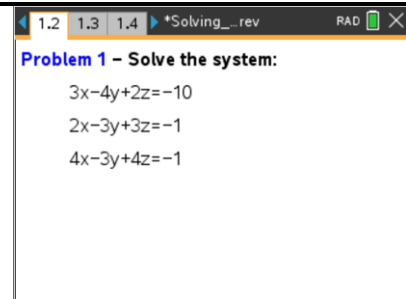 1.2 1.3 1.4 *Solving_...rev RAD
Problem 1 – Solve the system:
3x−4y+2z=−10
2x−3y+3z=−1
4x−3y+4z=−1